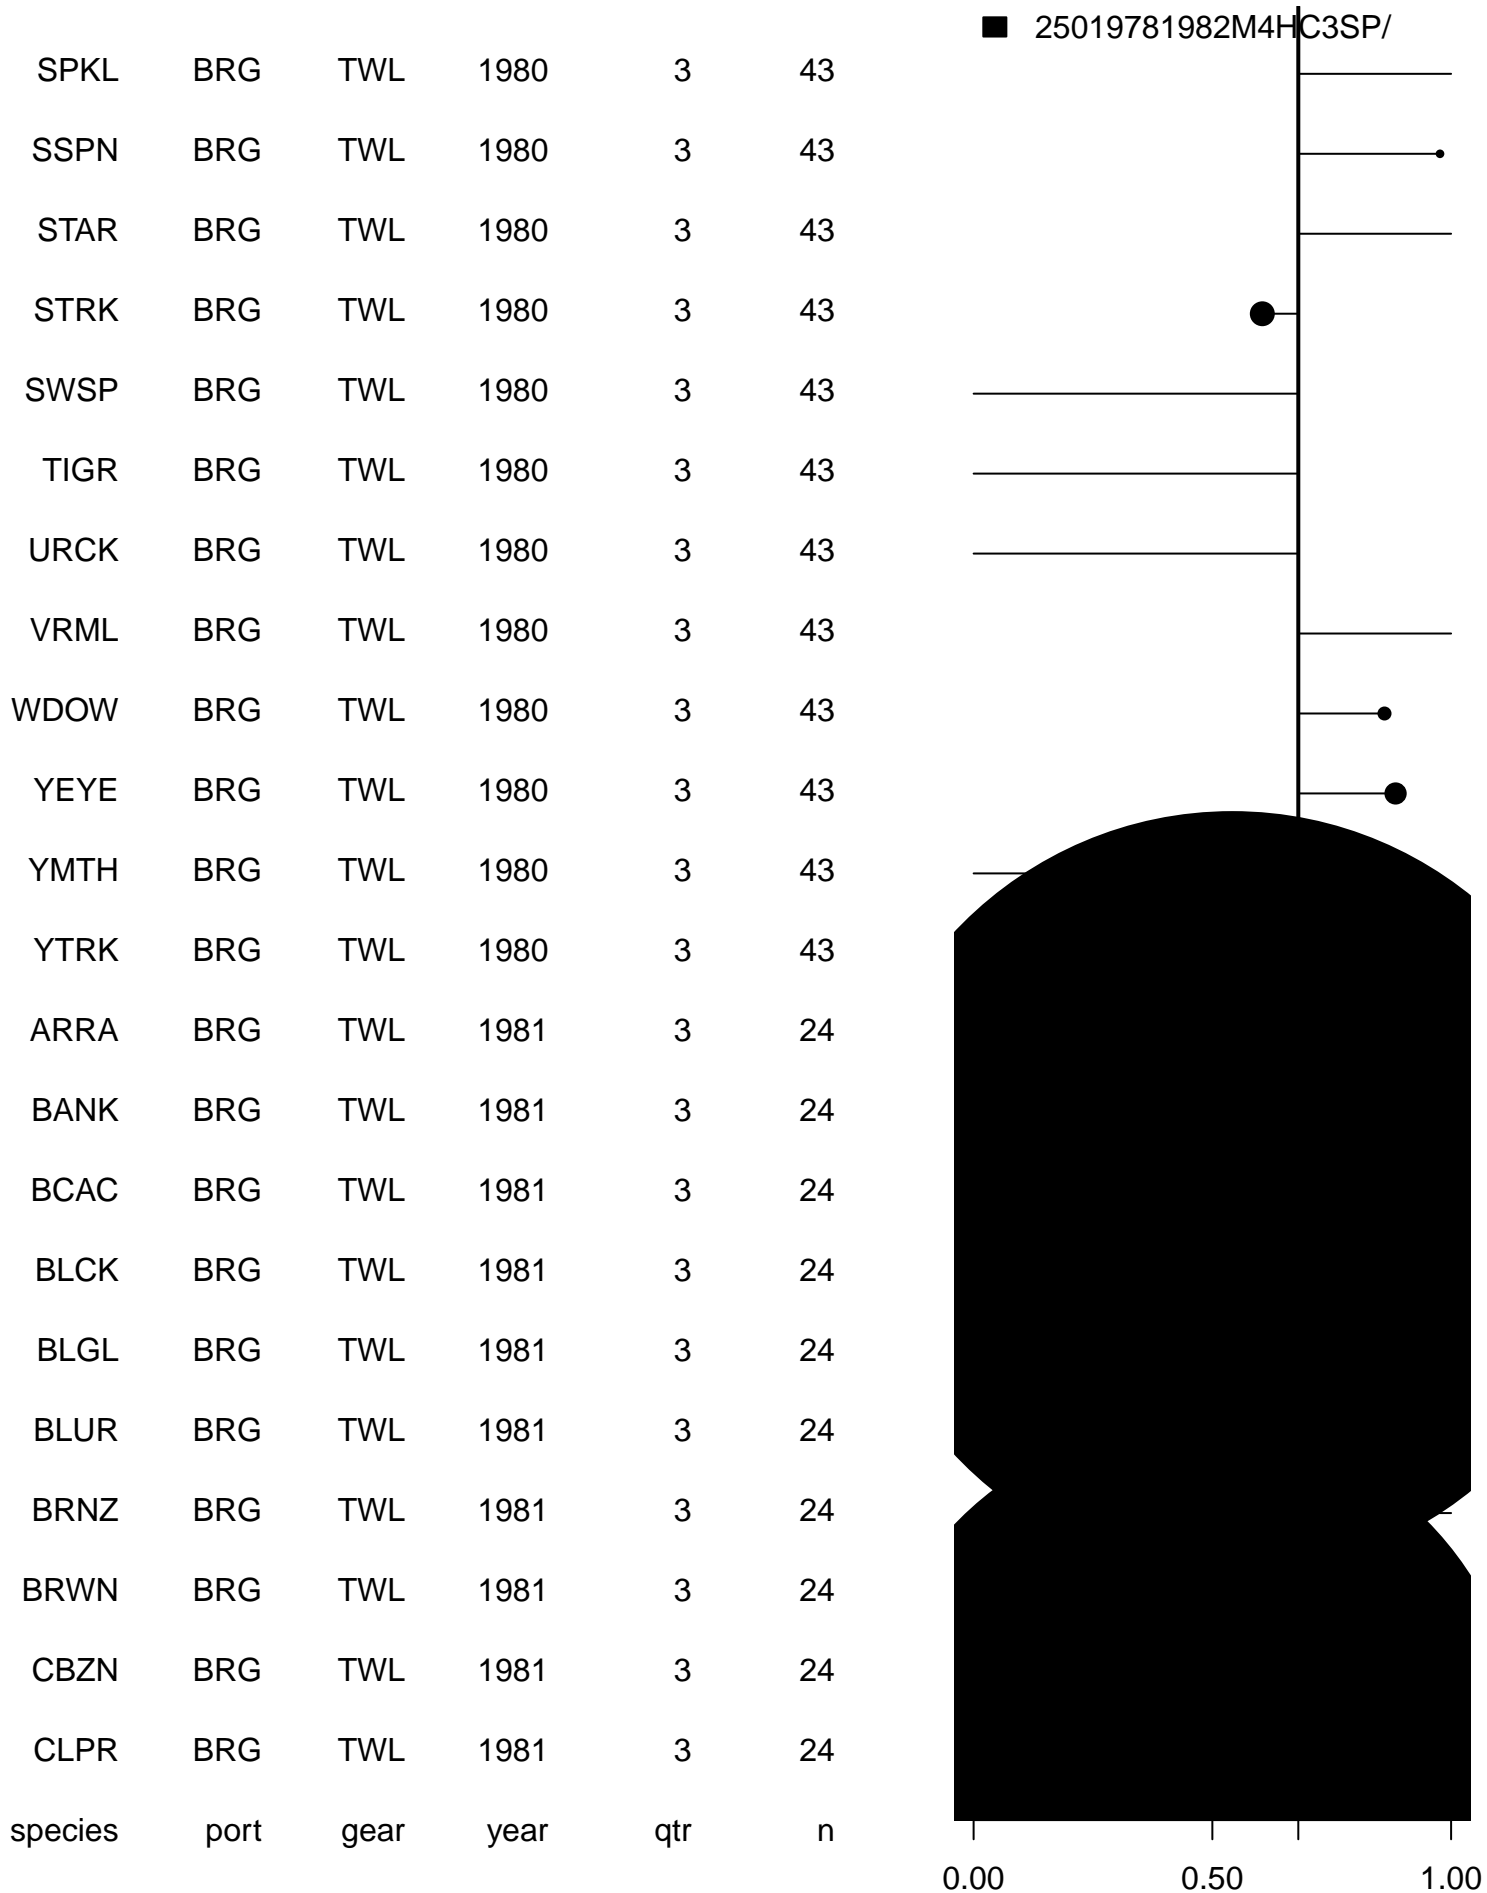 25019781982M4HC3SP/
SPKL BRG TWL 1980 3 43
SSPN BRG TWL 1980 3 43
STAR BRG TWL 1980 3 43
STRK BRG TWL 1980 3 43
SWSP BRG TWL 1980 3 43
TIGR BRG TWL 1980 3 43
URCK BRG TWL 1980 3 43
VRML BRG TWL 1980 3 43
WDOW BRG TWL 1980 3 43
YEYE BRG TWL 1980 3 43
YMTH BRG TWL 1980 3 43
YTRK BRG TWL 1980 3 43
ARRA BRG TWL 1981 3 24
BANK BRG TWL 1981 3 24
BCAC BRG TWL 1981 3 24
BLCK BRG TWL 1981 3 24
BLGL BRG TWL 1981 3 24
BLUR BRG TWL 1981 3 24
BRNZ BRG TWL 1981 3 24
BRWN BRG TWL 1981 3 24
CBZN BRG TWL 1981 3 24
CLPR BRG TWL 1981 3 24
species port gear year qtr n
0.00 0.50 1.00